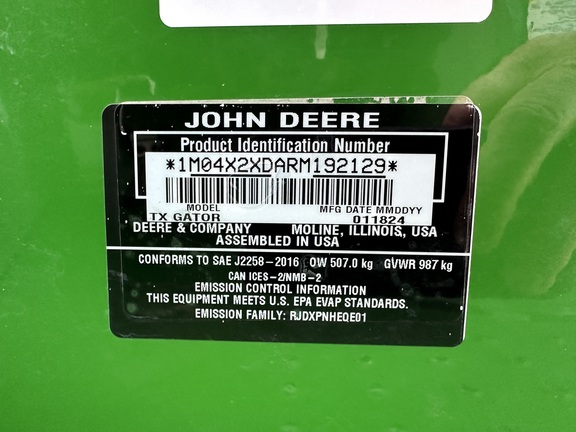 JOHN DEERE
Product Identification Number
*1M04X2XDARM192129*
MODEL MFG DATE MMDDYY
TX GATOR 011824
DEERE & COMPANY MOLINE, ILLINOIS, USA
ASSEMBLED IN USA
CONFORMS TO SAE J2258-2016 OW 507.0 kg GVWR 987 kg
CAN ICES-2/NMB-2
EMISSION CONTROL INFORMATION
THIS EQUIPMENT MEETS U.S. EPA EVAP STANDARDS.
EMISSION FAMILY: RJDXPNHEQE01